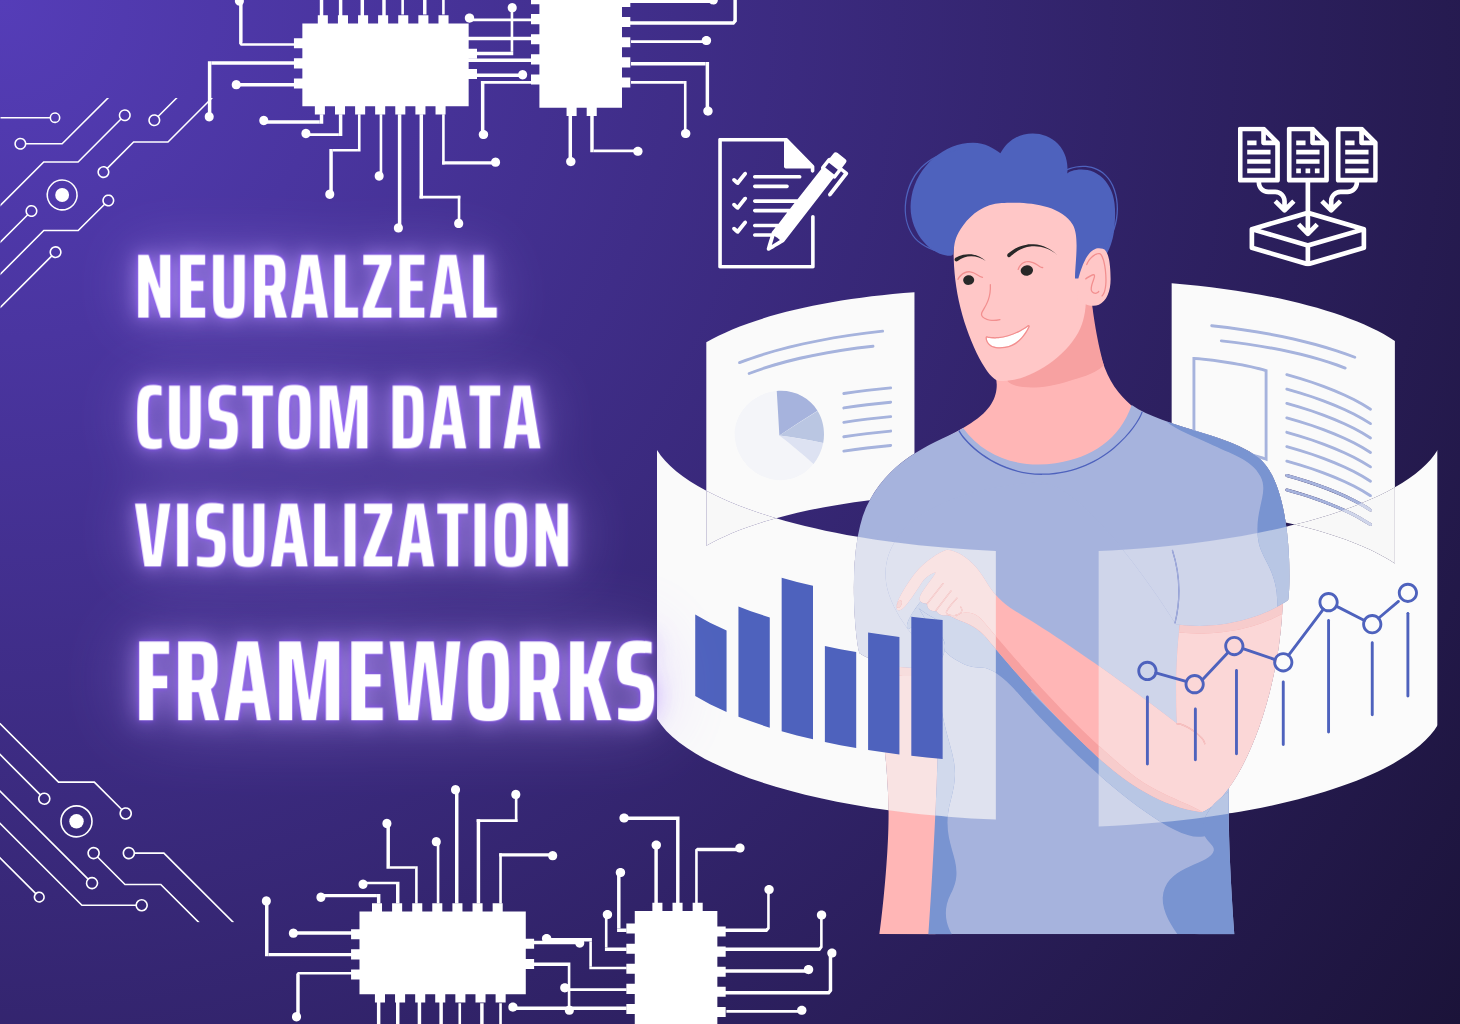 NEURALZEAL
CUSTOM DATA
VISUALIZATION
FRAMEWORKS